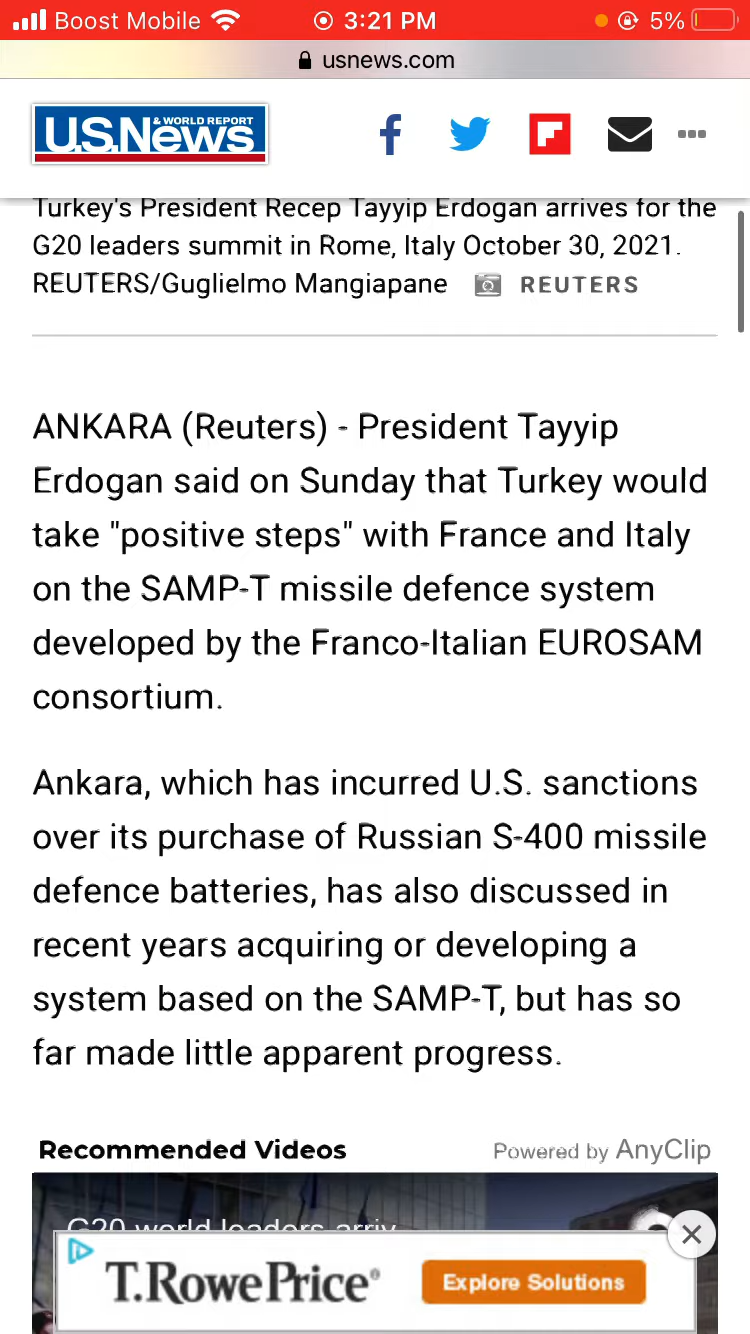 Boost Mobile 3:21 PM 5%
usnews.com
U.S.News & WORLD REPORT
Turkey's President Recep Tayyip Erdogan arrives for the
G20 leaders summit in Rome, Italy October 30, 2021.
REUTERS/Guglielmo Mangiapane REUTERS
ANKARA (Reuters) - President Tayyip
Erdogan said on Sunday that Turkey would
take "positive steps" with France and Italy
on the SAMP-T missile defence system
developed by the Franco-Italian EUROSAM
consortium.
Ankara, which has incurred U.S. sanctions
over its purchase of Russian S-400 missile
defence batteries, has also discussed in
recent years acquiring or developing a
system based on the SAMP-T, but has so
far made little apparent progress.
Recommended Videos Powered by AnyClip
G20 world leaders arriv
T.RowePrice® Explore Solutions